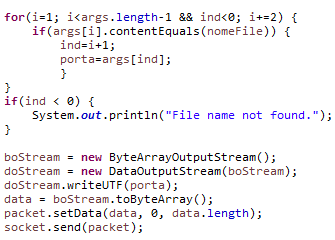 for(i=1; i<args.length-1 && ind<0; i+=2) {
if(args[i].contentEquals(nomeFile)) {
ind=i+1;
porta=args[ind];
}
}
if(ind < 0) {
System.out.println("File name not found.");
}
boStream = new ByteArrayOutputStream();
doStream = new DataOutputStream(boStream);
doStream.writeUTF(porta);
data = boStream.toByteArray();
packet.setData(data, 0, data.length);
socket.send(packet);